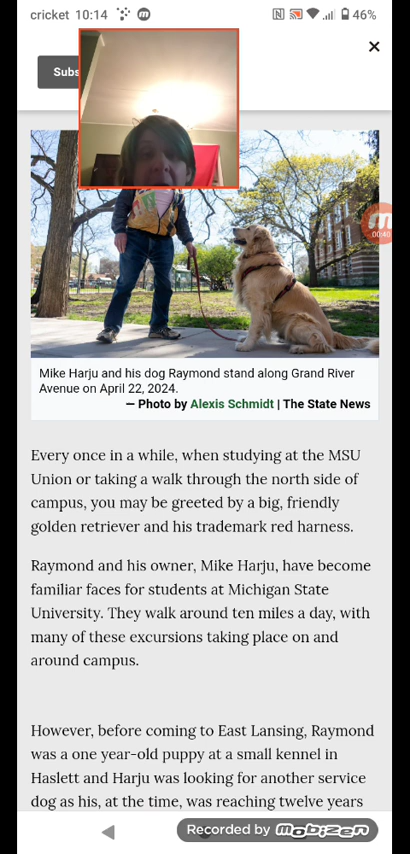 cricket 10:14 46%
Subs
00:40
Mike Harju and his dog Raymond stand along Grand River
Avenue on April 22, 2024.
— Photo by Alexis Schmidt | The State News
Every once in a while, when studying at the MSU
Union or taking a walk through the north side of
campus, you may be greeted by a big, friendly
golden retriever and his trademark red harness.
Raymond and his owner, Mike Harju, have become
familiar faces for students at Michigan State
University. They walk around ten miles a day, with
many of these excursions taking place on and
around campus.
However, before coming to East Lansing, Raymond
was a one year-old puppy at a small kennel in
Haslett and Harju was looking for another service
dog as his, at the time, was reaching twelve years
Recorded by mobizen